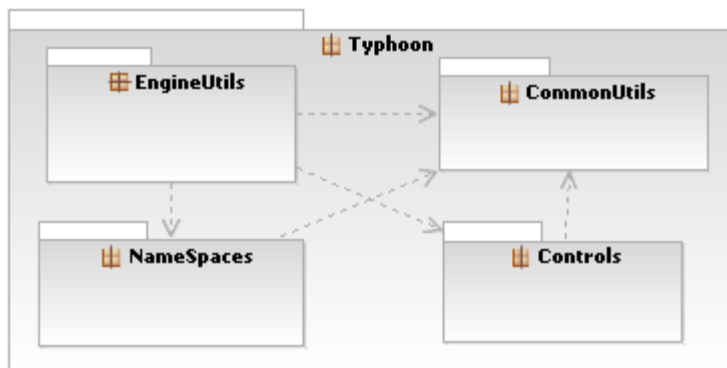 Typhoon
EngineUtils
CommonUtils
NameSpaces
Controls